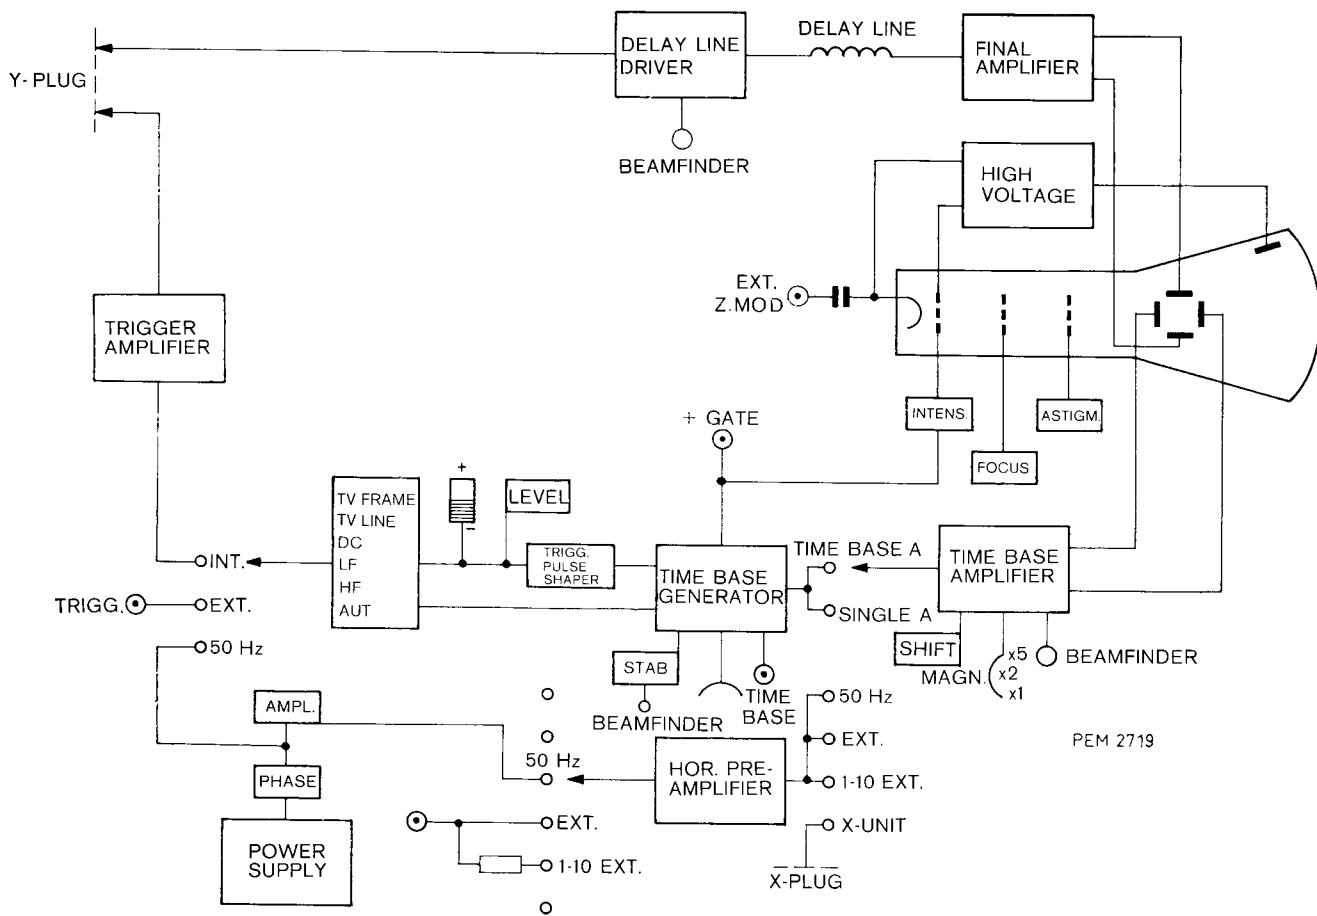 DELAY LINE
DELAY LINE
DRIVER
FINAL
AMPLIFIER
Y-PLUG
BEAMFINDER
HIGH
VOLTAGE
EXT.
Z.MOD
TRIGGER
AMPLIFIER
+ GATE
INTENS.
ASTIGM.
FOCUS
+
-
LEVEL
TV FRAME
TV LINE
DC
LF
HF
AUT
INT.
TRIGG.
EXT.
50 Hz
TRIGG.
PULSE
SHAPER
TIME BASE
GENERATOR
TIME BASE A
SINGLE A
TIME BASE
AMPLIFIER
SHIFT
MAGN.
x5
x2
x1
BEAMFINDER
STAB
BEAMFINDER
TIME
BASE
AMPL.
PHASE
POWER
SUPPLY
50 Hz
EXT.
1-10 EXT.
HOR. PRE-
AMPLIFIER
50 Hz
EXT.
1-10 EXT.
X-UNIT
X-PLUG
PEM 2719